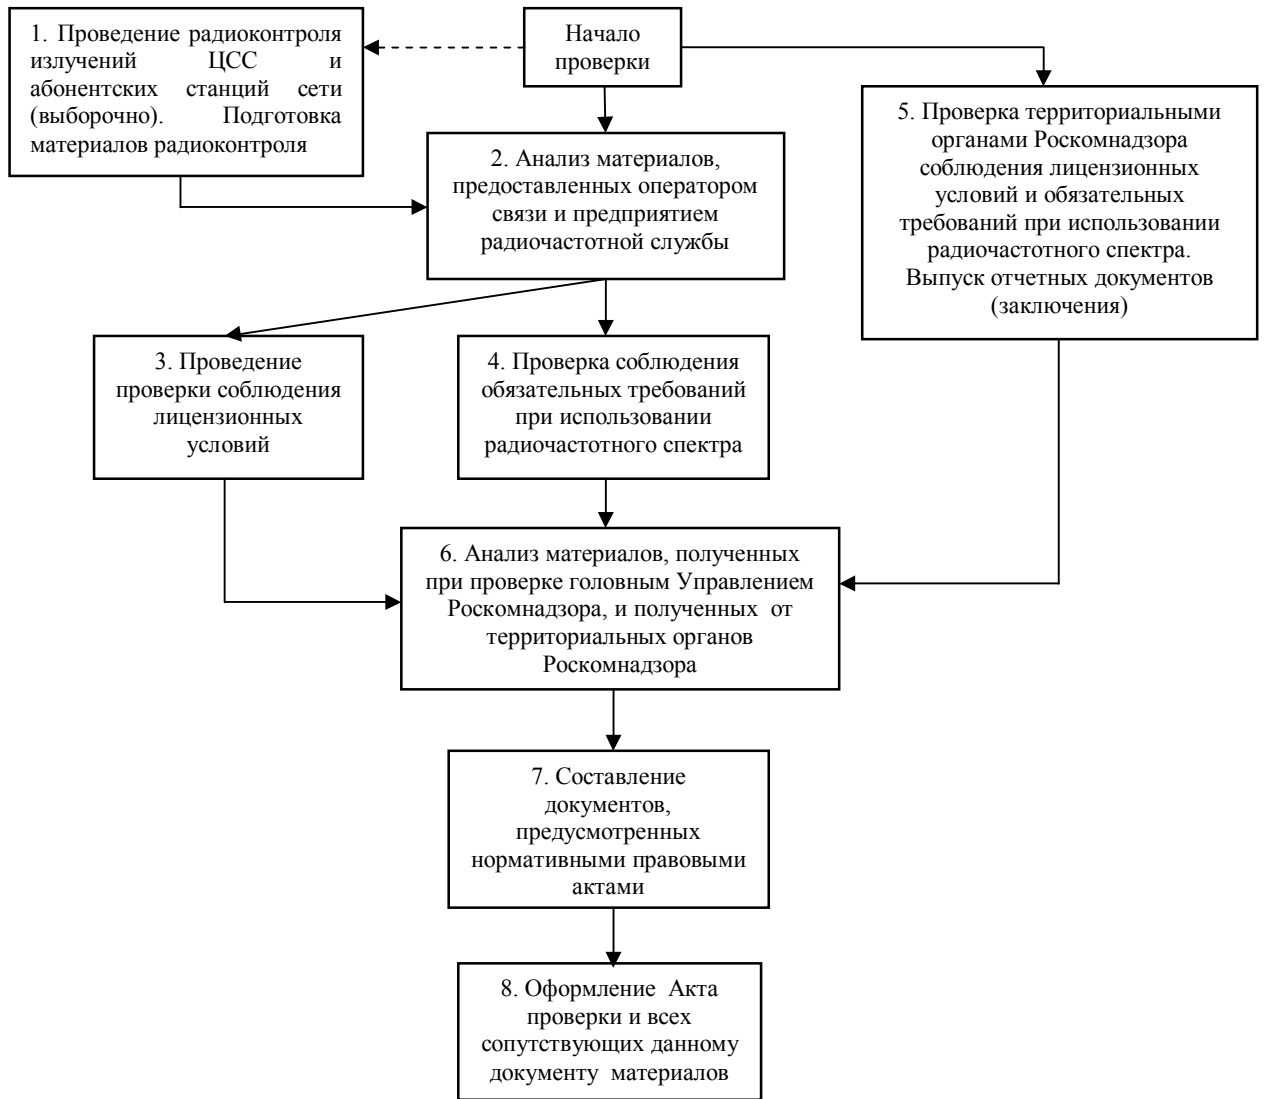 1. Проведение радиоконтроля
излучений ЦСС и
абонентских станций сети
(выборочно). Подготовка
материалов радиоконтроля
Начало
проверки
2. Анализ материалов,
предоставленных оператором
связи и предприятием
радиочастотной службы
5. Проверка территориальными
органами Роскомнадзора
соблюдения лицензионных
условий и обязательных
требований при использовании
радиочастотного спектра.
Выпуск отчетных документов
(заключения)
3. Проведение
проверки соблюдения
лицензионных
условий
4. Проверка соблюдения
обязательных требований
при использовании
радиочастотного спектра
6. Анализ материалов, полученных
при проверке головным Управлением
Роскомнадзора, и полученных от
территориальных органов
Роскомнадзора
7. Составление
документов,
предусмотренных
нормативными правовыми
актами
8. Оформление Акта
проверки и всех
сопутствующих данному
документу материалов